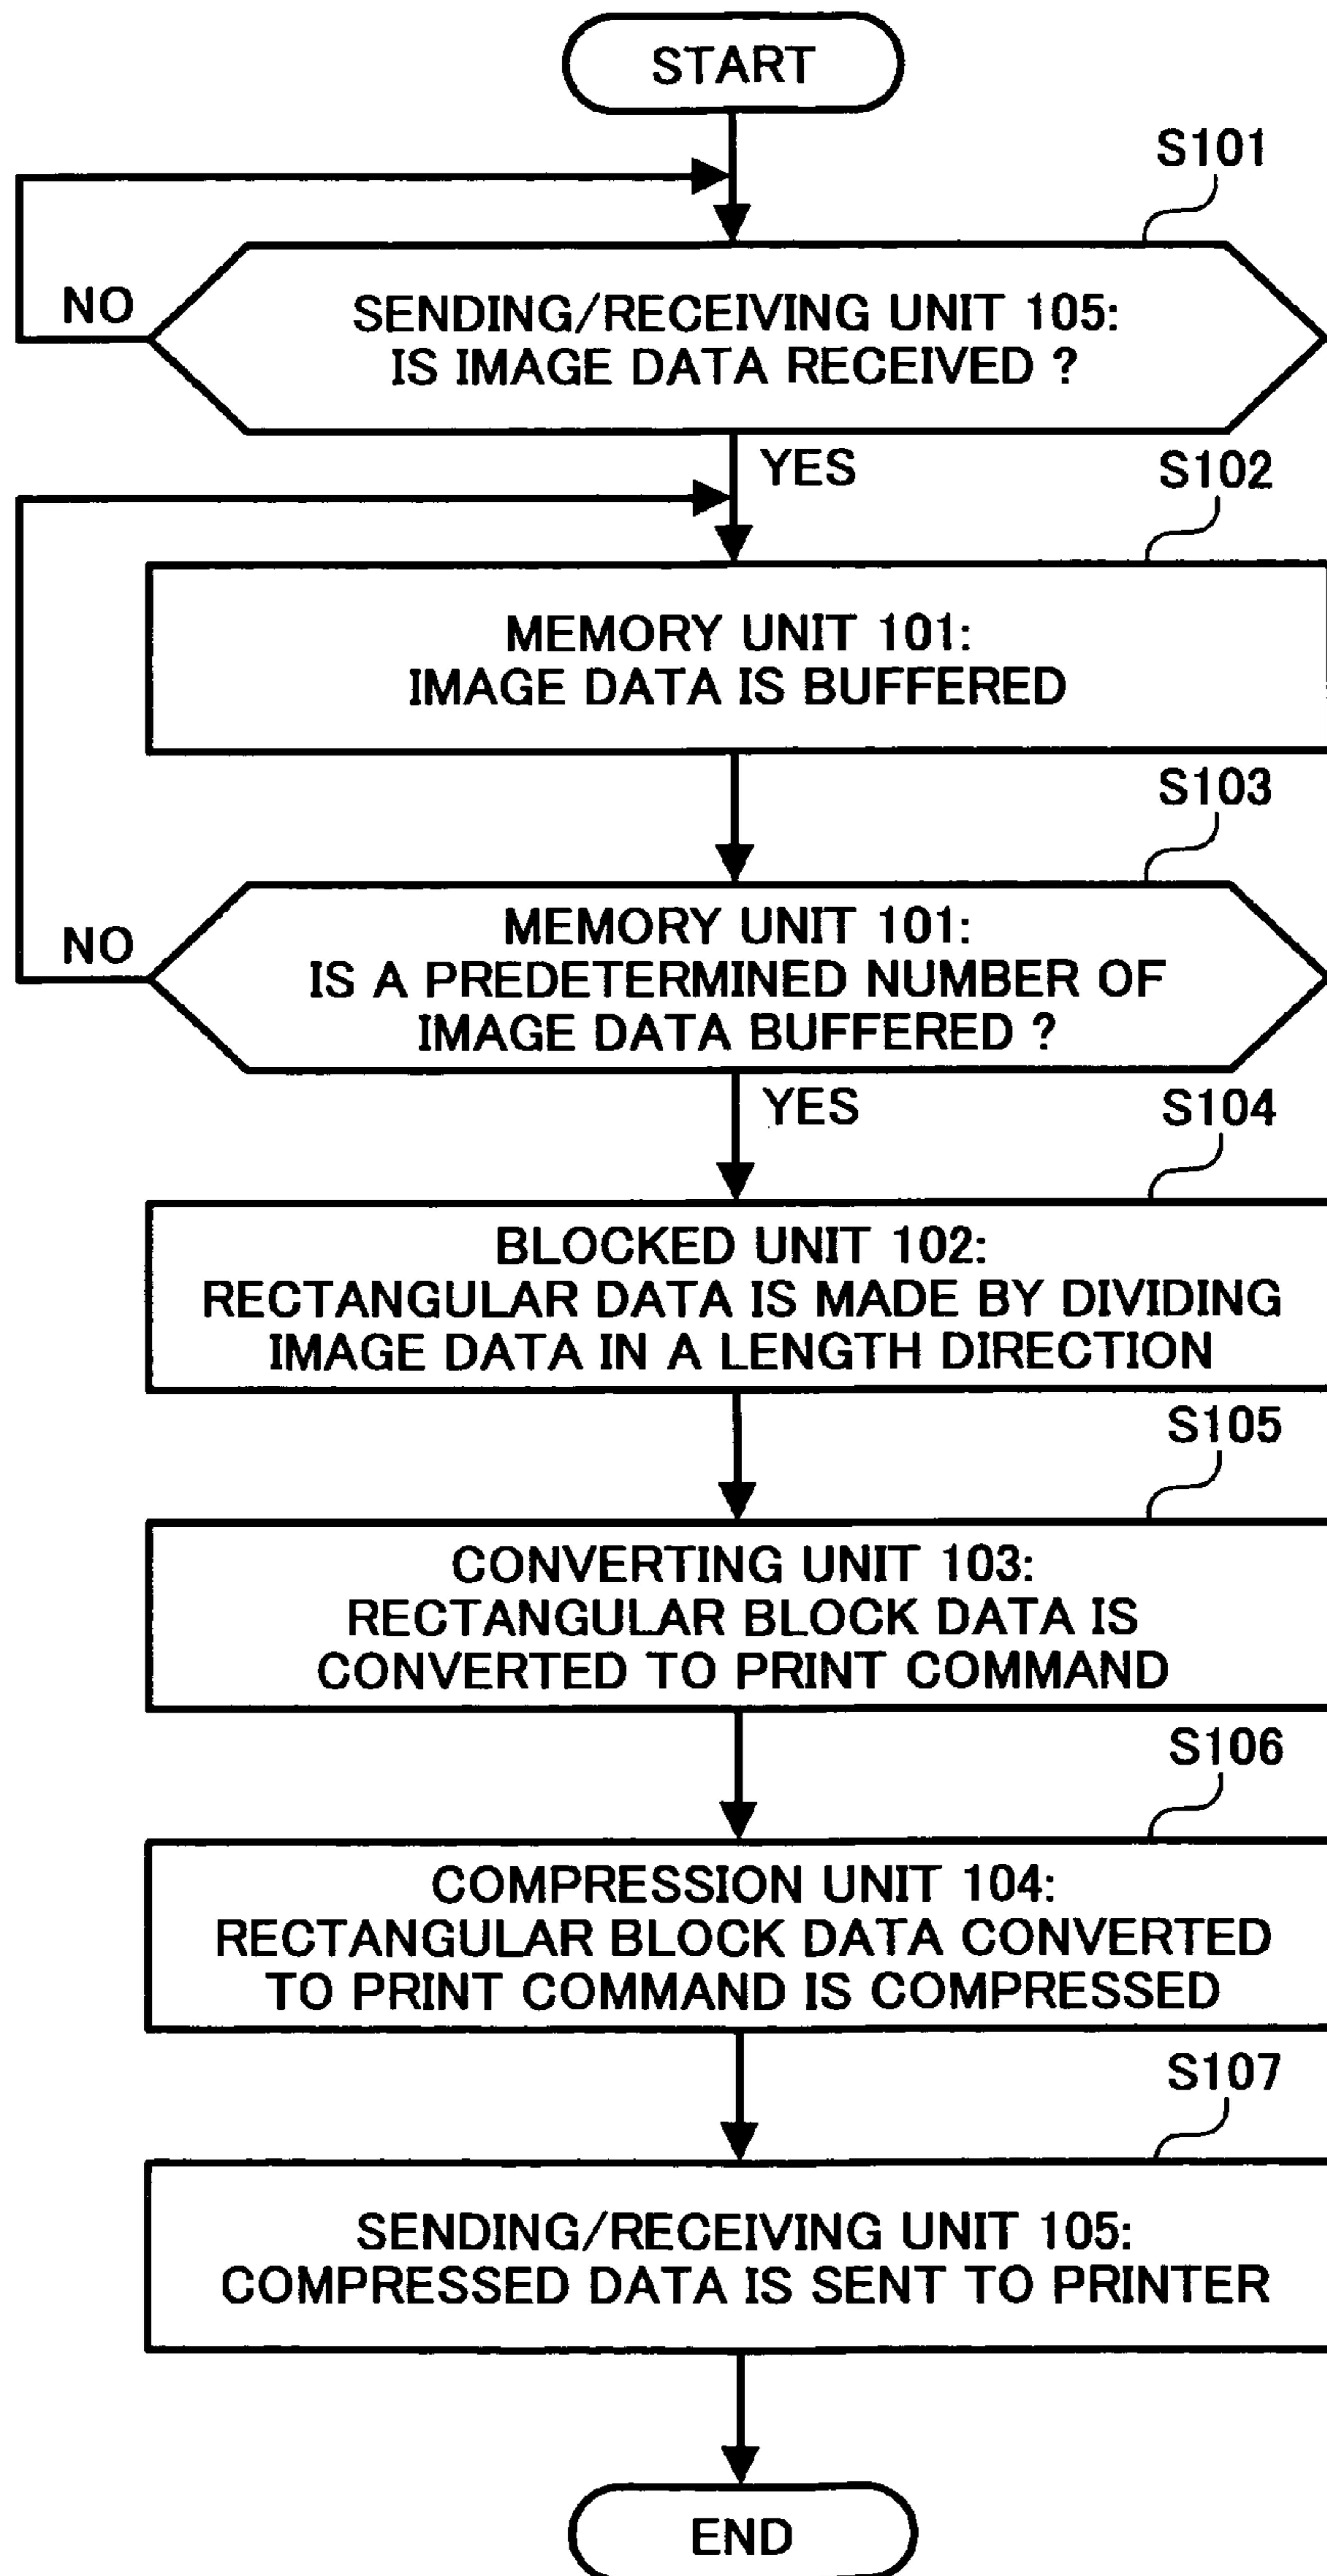 START
S101
NO
SENDING/RECEIVING UNIT 105:
IS IMAGE DATA RECEIVED ?
YES
S102
MEMORY UNIT 101:
IMAGE DATA IS BUFFERED
S103
NO
MEMORY UNIT 101:
IS A PREDETERMINED NUMBER OF
IMAGE DATA BUFFERED ?
YES
S104
BLOCKED UNIT 102:
RECTANGULAR DATA IS MADE BY DIVIDING
IMAGE DATA IN A LENGTH DIRECTION
S105
CONVERTING UNIT 103:
RECTANGULAR BLOCK DATA IS
CONVERTED TO PRINT COMMAND
S106
COMPRESSION UNIT 104:
RECTANGULAR BLOCK DATA CONVERTED
TO PRINT COMMAND IS COMPRESSED
S107
SENDING/RECEIVING UNIT 105:
COMPRESSED DATA IS SENT TO PRINTER
END